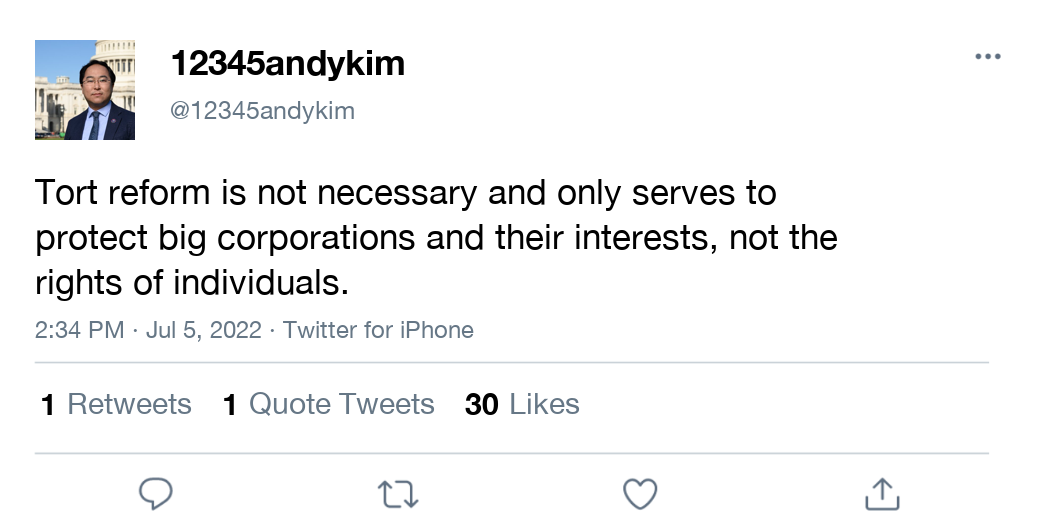 12345andykim
@12345andykim
Tort reform is not necessary and only serves to
protect big corporations and their interests, not the
rights of individuals.
2:34 PM · Jul 5, 2022 · Twitter for iPhone
1 Retweets 1 Quote Tweets 30 Likes